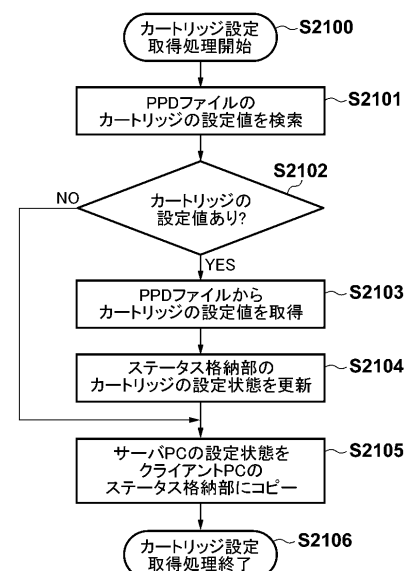 カートリッジ設定
取得処理開始
S2100
PPDファイルの
カートリッジの設定値を検索
S2101
S2102
カートリッジの
設定値あり?
NO
YES
PPDファイルから
カートリッジの設定値を取得
S2103
ステータス格納部の
カートリッジの設定状態を更新
S2104
サーバPCの設定状態を
クライアントPCの
ステータス格納部にコピー
S2105
カートリッジ設定
取得処理終了
S2106